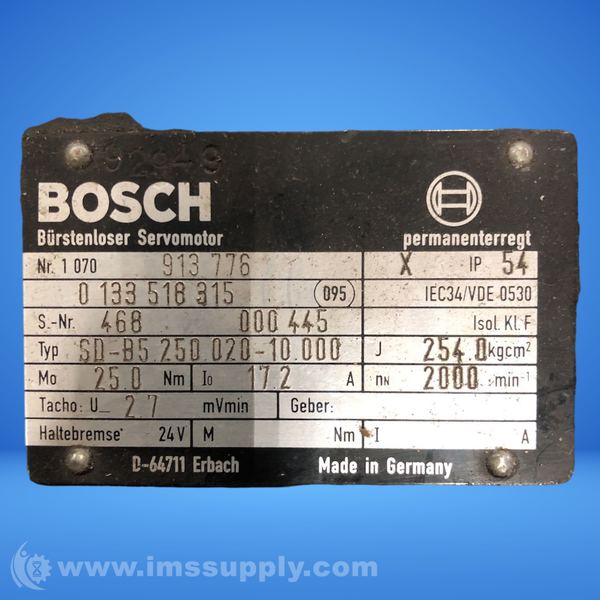 92949
BOSCH
Bürstenloser Servomotor permanenterregt
Nr. 1 070 913 776 X IP 54
0 133 518 315 095 IEC34/VDE 0530
S.-Nr. 468 000 445 Isol. Kl. F
Typ SD-B5.250.020-10.000 J 254.0 kgcm²
Mo 25.0 Nm Io 17.2 A nN 2000 min-1
Tacho: U_ 2.7 mVmin Geber:
Haltebremse* 24V M Nm I A
D-64711 Erbach Made in Germany
www.imssupply.com